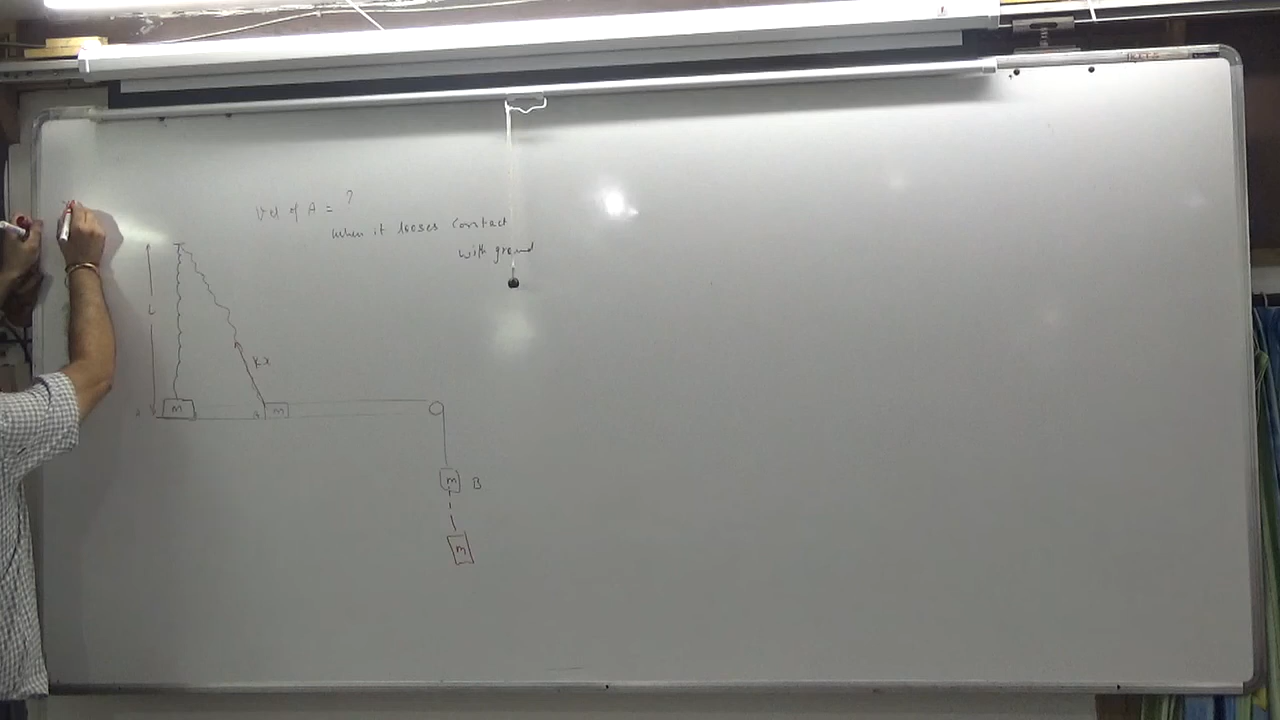 Vel of A = ?
when it looses contact
with ground
L
Kx
m
A
m
m
B
m